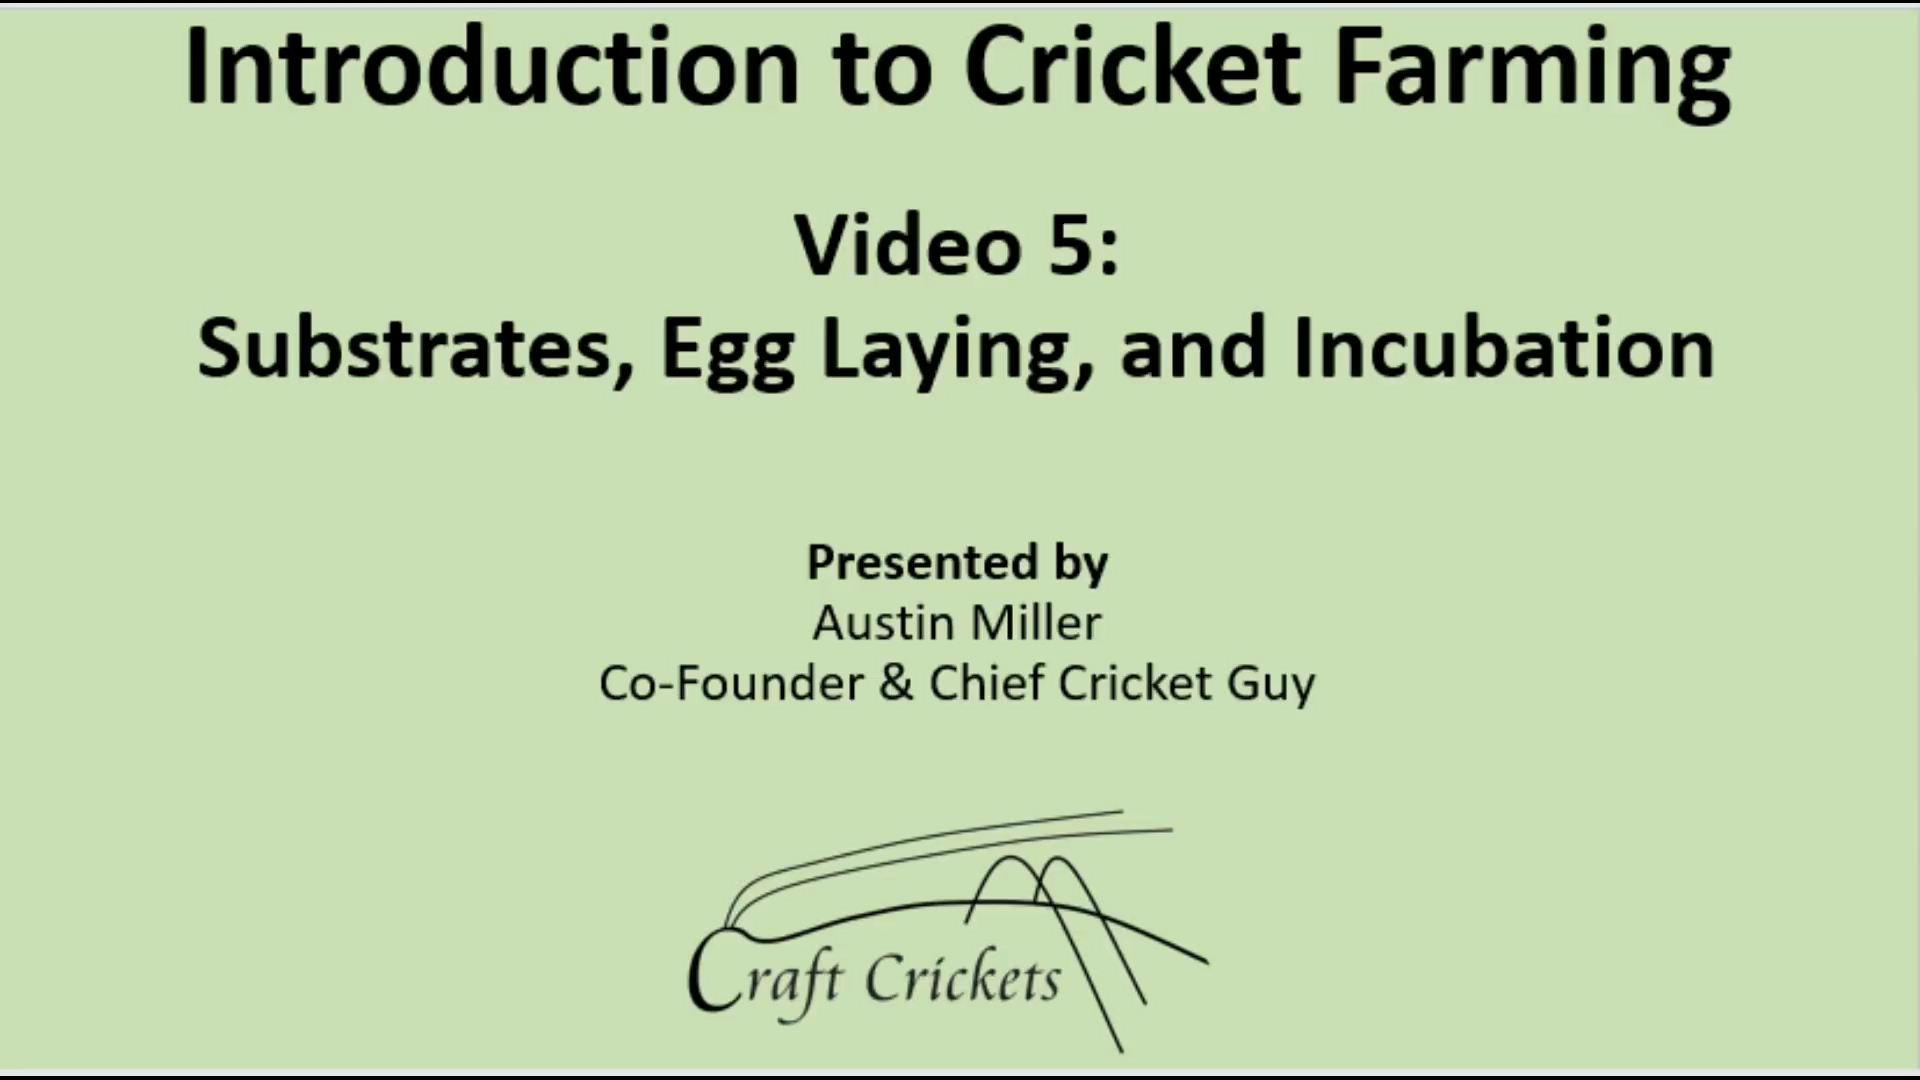 Introduction to Cricket Farming
Video 5:
Substrates, Egg Laying, and Incubation
Presented by
Austin Miller
Co-Founder & Chief Cricket Guy
Craft Crickets